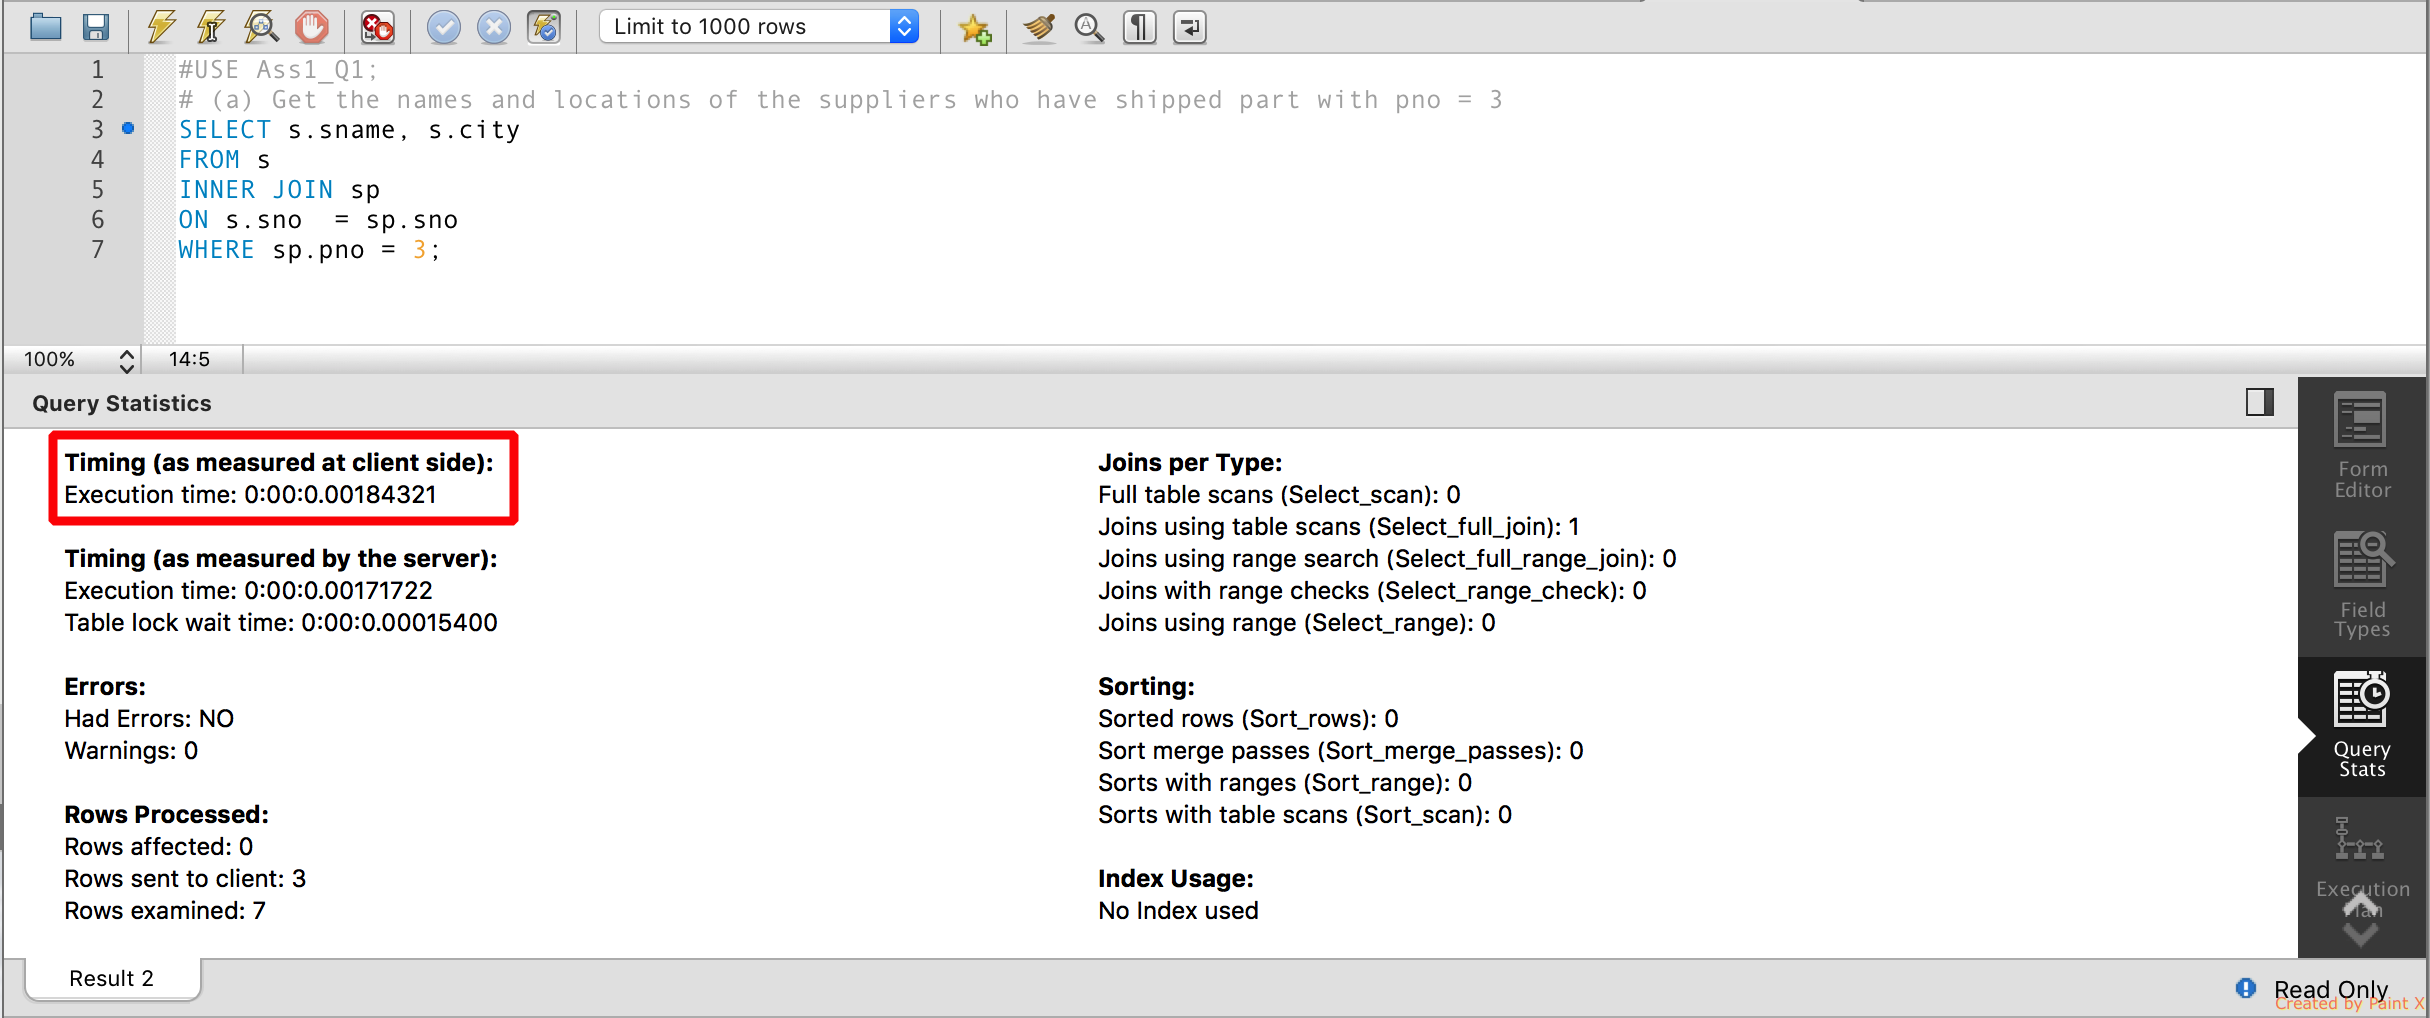 Limit to 1000 rows
1 #USE Ass1_Q1;
2 # (a) Get the names and locations of the suppliers who have shipped part with pno = 3
3 SELECT s.sname, s.city
4 FROM s
5 INNER JOIN sp
6 ON s.sno  = sp.sno
7 WHERE sp.pno = 3;
100% 14:5
Query Statistics
Timing (as measured at client side):
Execution time: 0:00:0.00184321
Timing (as measured by the server):
Execution time: 0:00:0.00171722
Table lock wait time: 0:00:0.00015400
Errors:
Had Errors: NO
Warnings: 0
Rows Processed:
Rows affected: 0
Rows sent to client: 3
Rows examined: 7
Joins per Type:
Full table scans (Select_scan): 0
Joins using table scans (Select_full_join): 1
Joins using range search (Select_full_range_join): 0
Joins with range checks (Select_range_check): 0
Joins using range (Select_range): 0
Sorting:
Sorted rows (Sort_rows): 0
Sort merge passes (Sort_merge_passes): 0
Sorts with ranges (Sort_range): 0
Sorts with table scans (Sort_scan): 0
Index Usage:
No Index used
Form
Editor
Field
Types
Query
Stats
Execution
Plan
Result 2
Read Only
Created by Paint X